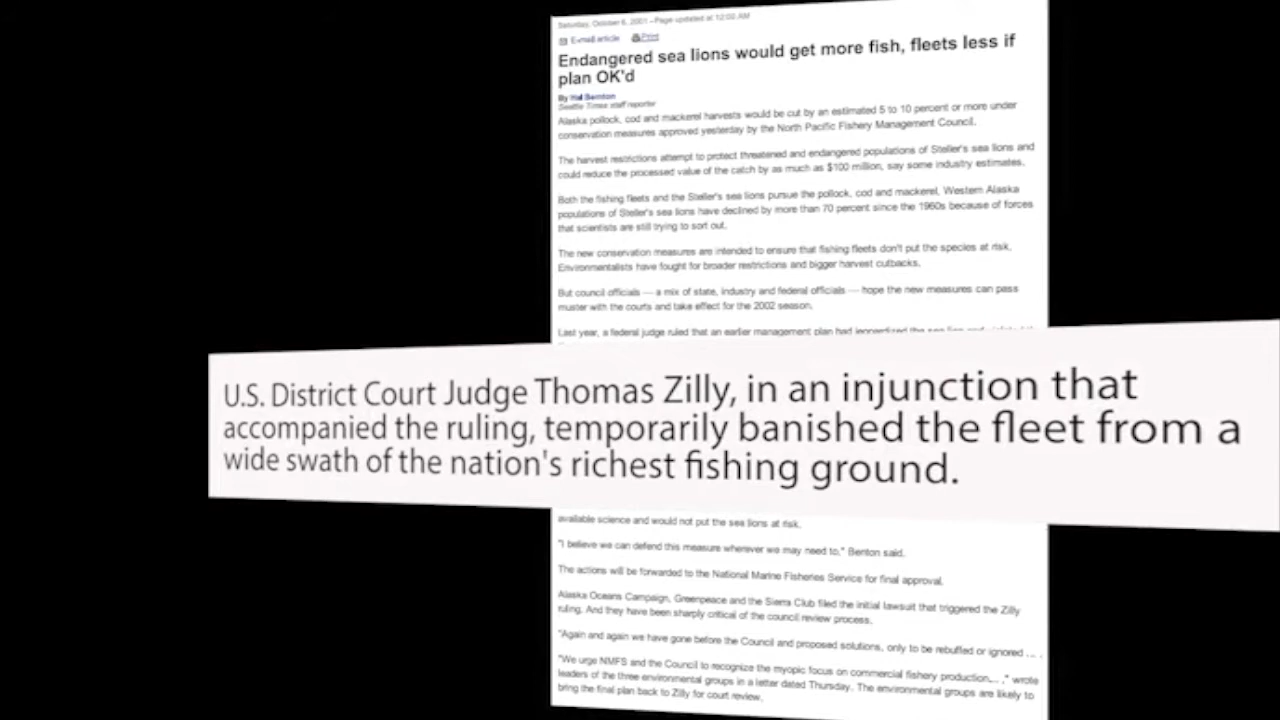 Saturday, October 6, 2001 - Page updated at 12:00 AM
E-mail article Print
Endangered sea lions would get more fish, fleets less if
plan OK'd
By Hal Bernton
Seattle Times staff reporter
Alaska pollock, cod and mackerel harvests would be cut by an estimated 5 to 10 percent or more under
conservation measures approved yesterday by the North Pacific Fishery Management Council.
The harvest restrictions attempt to protect threatened and endangered populations of Steller's sea lions and
could reduce the processed value of the catch by as much as $100 million, say some industry estimates.
Both the fishing fleets and the Steller's sea lions pursue the pollock, cod and mackerel. Western Alaska
populations of Steller's sea lions have declined by more than 70 percent since the 1960s because of forces
that scientists are still trying to sort out.
The new conservation measures are intended to ensure that fishing fleets don't put the species at risk.
Environmentalists have fought for broader restrictions and bigger harvest cutbacks.
But council officials — a mix of state, industry and federal officials — hope the new measures can pass
muster with the courts and take effect for the 2002 season.
Last year, a federal judge ruled that an earlier management plan had jeopardized the sea lion and
U.S. District Court Judge Thomas Zilly, in an injunction that
accompanied the ruling, temporarily banished the fleet from a
wide swath of the nation's richest fishing ground.
available science and would not put the sea lions at risk.
"I believe we can defend this measure wherever we may need to," Benton said.
The actions will be forwarded to the National Marine Fisheries Service for final approval.
Alaska Oceans Campaign, Greenpeace and the Sierra Club filed the initial lawsuit that triggered the Zilly
ruling. And they have been sharply critical of the council review process.
"Again and again we have gone before the Council and proposed solutions, only to be rebuffed or ignored ... .
"We urge NMFS and the Council to recognize the myopic focus on commercial fishery production... ," wrote
leaders of the three environmental groups in a letter dated Thursday. The environmental groups are likely to
bring the final plan back to Zilly for court review.